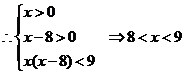 ∴ { x>0
x−8>0 ⇒ 8<x<9
x(x−8)<9